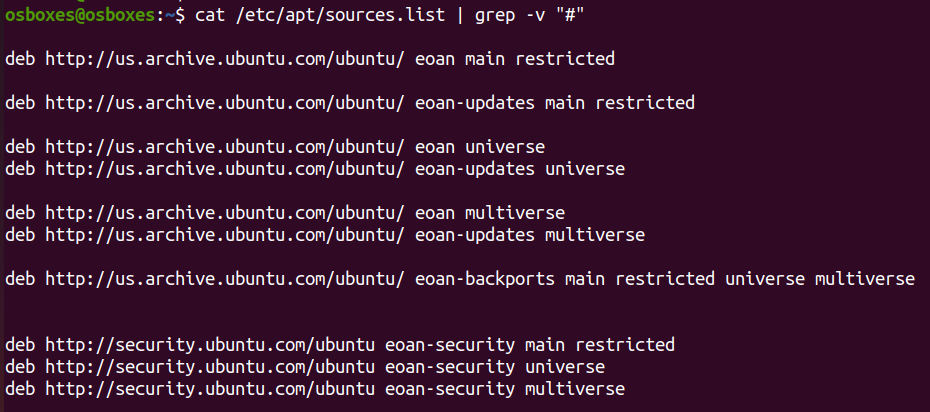 osboxes@osboxes:~$ cat /etc/apt/sources.list | grep -v "#"
deb http://us.archive.ubuntu.com/ubuntu/ eoan main restricted
deb http://us.archive.ubuntu.com/ubuntu/ eoan-updates main restricted
deb http://us.archive.ubuntu.com/ubuntu/ eoan universe
deb http://us.archive.ubuntu.com/ubuntu/ eoan-updates universe
deb http://us.archive.ubuntu.com/ubuntu/ eoan multiverse
deb http://us.archive.ubuntu.com/ubuntu/ eoan-updates multiverse
deb http://us.archive.ubuntu.com/ubuntu/ eoan-backports main restricted universe multiverse
deb http://security.ubuntu.com/ubuntu eoan-security main restricted
deb http://security.ubuntu.com/ubuntu eoan-security universe
deb http://security.ubuntu.com/ubuntu eoan-security multiverse